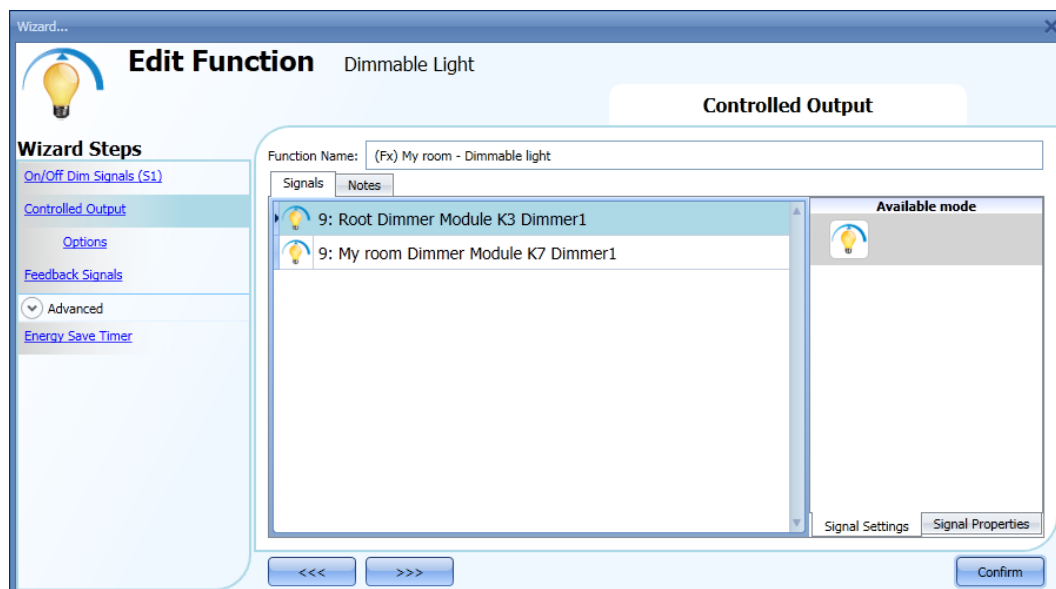 Wizard...
Edit Function Dimmable Light
Controlled Output
Wizard Steps
On/Off Dim Signals (S1)
Controlled Output
Options
Feedback Signals
Advanced
Energy Save Timer
Function Name: (Fx) My room - Dimmable light
Signals Notes
9: Root Dimmer Module K3 Dimmer1
9: My room Dimmer Module K7 Dimmer1
Available mode
Signal Settings Signal Properties
<<< >>> Confirm